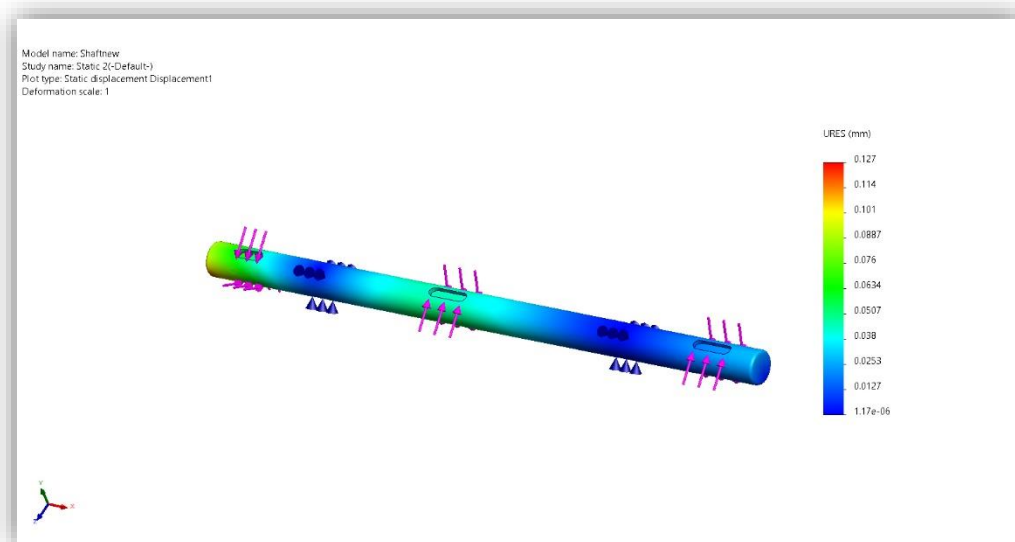 Model name: Shaftnew
Study name: Static 2(-Default-)
Plot type: Static displacement Displacement1
Deformation scale: 1
URES (mm)
0.127
0.114
0.101
0.0887
0.076
0.0634
0.0507
0.038
0.0253
0.0127
1.17e-06
Y
X
Z